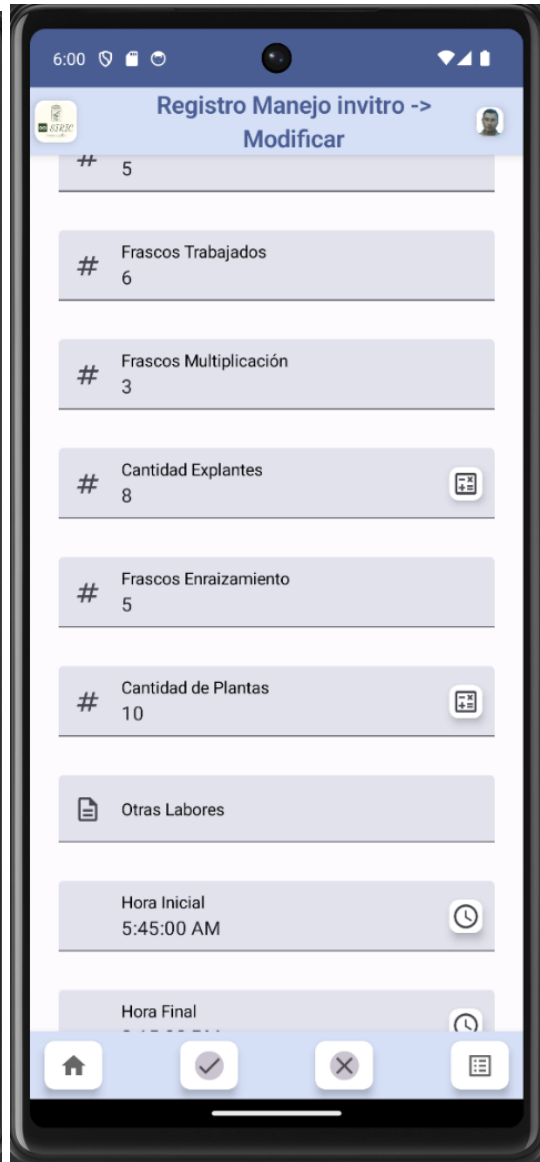 6:00
Registro Manejo invitro ->
Modificar
SIRIC
#
5
#
Frascos Trabajados
6
#
Frascos Multiplicación
3
#
Cantidad Explantes
8
#
Frascos Enraizamiento
5
#
Cantidad de Plantas
10
Otras Labores
Hora Inicial
5:45:00 AM
Hora Final